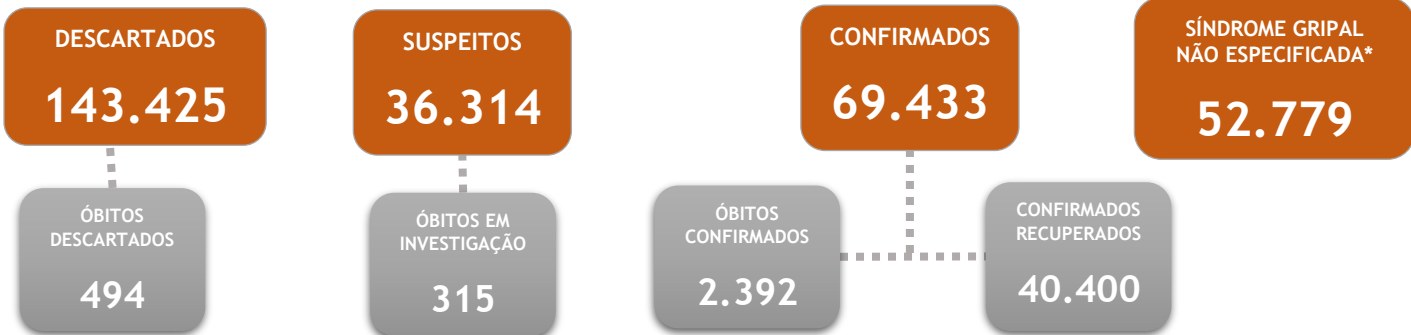 DESCARTADOS
143.425
SUSPEITOS
36.314
CONFIRMADOS
69.433
SÍNDROME GRIPAL
NÃO ESPECIFICADA*
52.779
ÓBITOS
DESCARTADOS
494
ÓBITOS EM
INVESTIGAÇÃO
315
ÓBITOS
CONFIRMADOS
2.392
CONFIRMADOS
RECUPERADOS
40.400